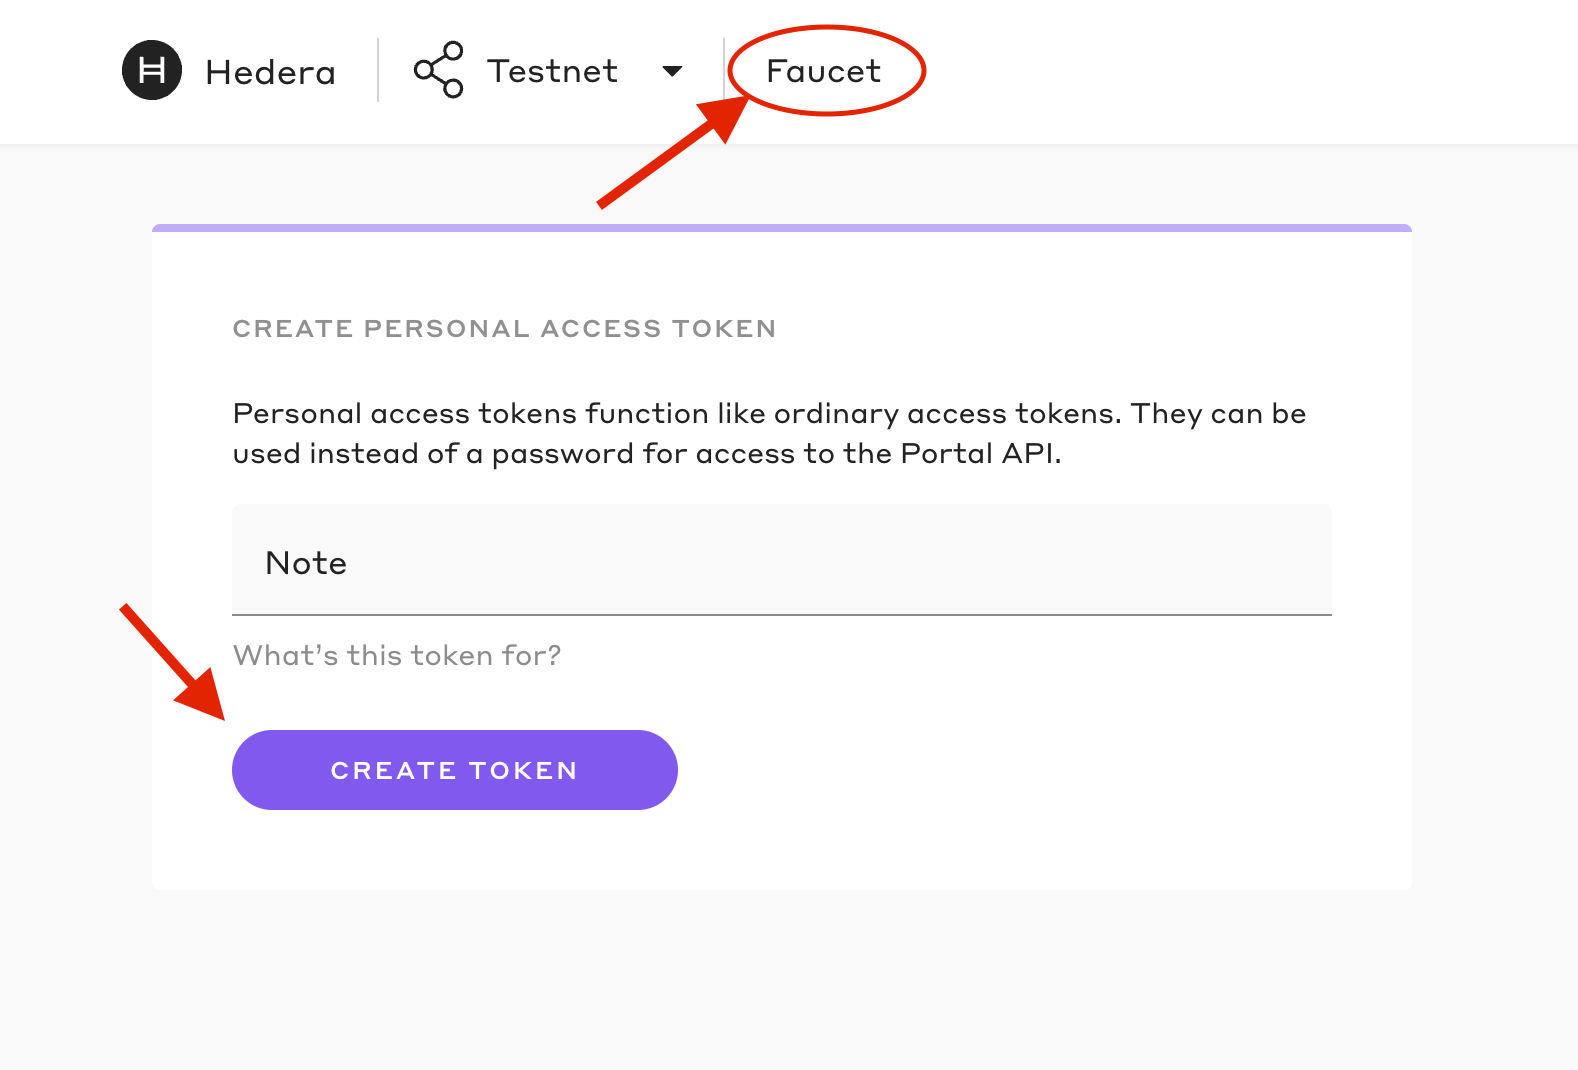 Hedera
Testnet
Faucet
CREATE PERSONAL ACCESS TOKEN
Personal access tokens function like ordinary access tokens. They can be
used instead of a password for access to the Portal API.
Note
What's this token for?
CREATE TOKEN